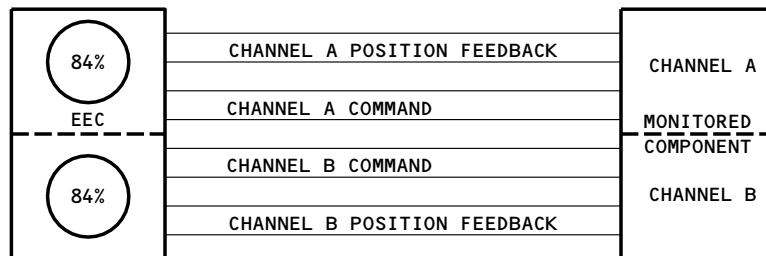 84%
CHANNEL A POSITION FEEDBACK
CHANNEL A
CHANNEL A COMMAND
EEC
MONITORED
COMPONENT
CHANNEL B COMMAND
84%
CHANNEL B
CHANNEL B POSITION FEEDBACK